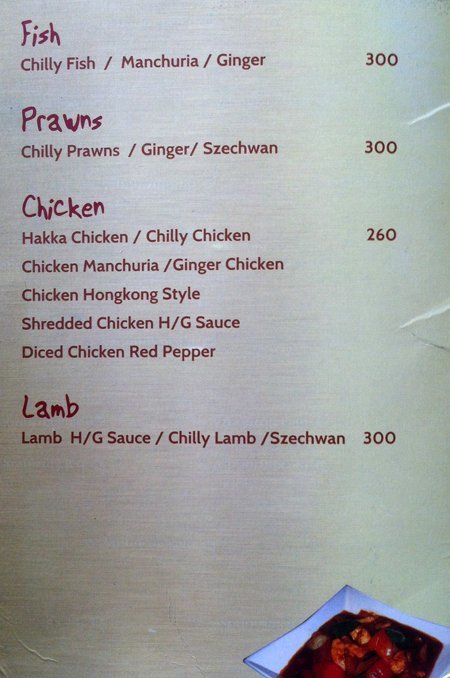 Fish
Chilly Fish / Manchuria / Ginger 300
Prawns
Chilly Prawns / Ginger/ Szechwan 300
Chicken
Hakka Chicken / Chilly Chicken 260
Chicken Manchuria /Ginger Chicken
Chicken Hongkong Style
Shredded Chicken H/G Sauce
Diced Chicken Red Pepper
Lamb
Lamb H/G Sauce / Chilly Lamb /Szechwan 300